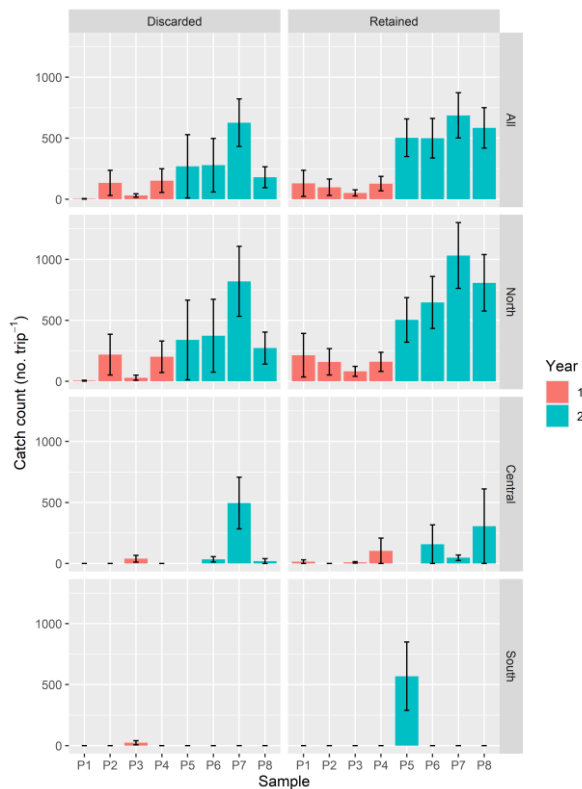 Discarded Retained
1000
500
0
All
1000
500
0
North
1000
500
0
Central
1000
500
0
South
P1 P2 P3 P4 P5 P6 P7 P8 P1 P2 P3 P4 P5 P6 P7 P8
Sample
Catch count (no. trip⁻¹)
Year
1
2